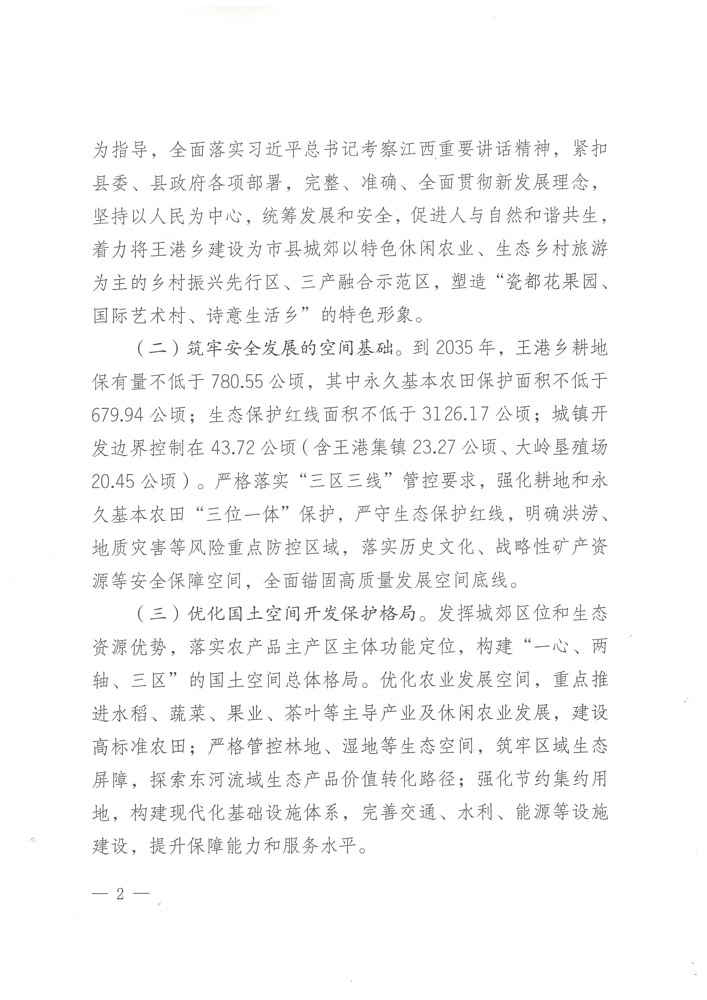 为指导，全面落实习近平总书记考察江西重要讲话精神，紧扣
县委、县政府各项部署，完整、准确、全面贯彻新发展理念，
坚持以人民为中心，统筹发展和安全，促进人与自然和谐共生，
着力将王港乡建设为市县城郊以特色休闲农业、生态乡村旅游
为主的乡村振兴先行区、三产融合示范区，塑造“瓷都花果园、
国际艺术村、诗意生活乡”的特色形象。
（二）筑牢安全发展的空间基础。到 2035 年，王港乡耕地
保有量不低于 780.55 公顷，其中永久基本农田保护面积不低于
679.94 公顷；生态保护红线面积不低于 3126.17 公顷；城镇开
发边界控制在 43.72 公顷（含王港集镇 23.27 公顷、大岭垦殖场
20.45 公顷）。严格落实“三区三线”管控要求，强化耕地和永
久基本农田“三位一体”保护，严守生态保护红线，明确洪涝、
地质灾害等风险重点防控区域，落实历史文化、战略性矿产资
源等安全保障空间，全面锚固高质量发展空间底线。
（三）优化国土空间开发保护格局。发挥城郊区位和生态
资源优势，落实农产品主产区主体功能定位，构建“一心、两
轴、三区”的国土空间总体格局。优化农业发展空间，重点推
进水稻、蔬菜、果业、茶叶等主导产业及休闲农业发展，建设
高标准农田；严格管控林地、湿地等生态空间，筑牢区域生态
屏障，探索东河流域生态产品价值转化路径；强化节约集约用
地，构建现代化基础设施体系，完善交通、水利、能源等设施
建设，提升保障能力和服务水平。
— 2 —